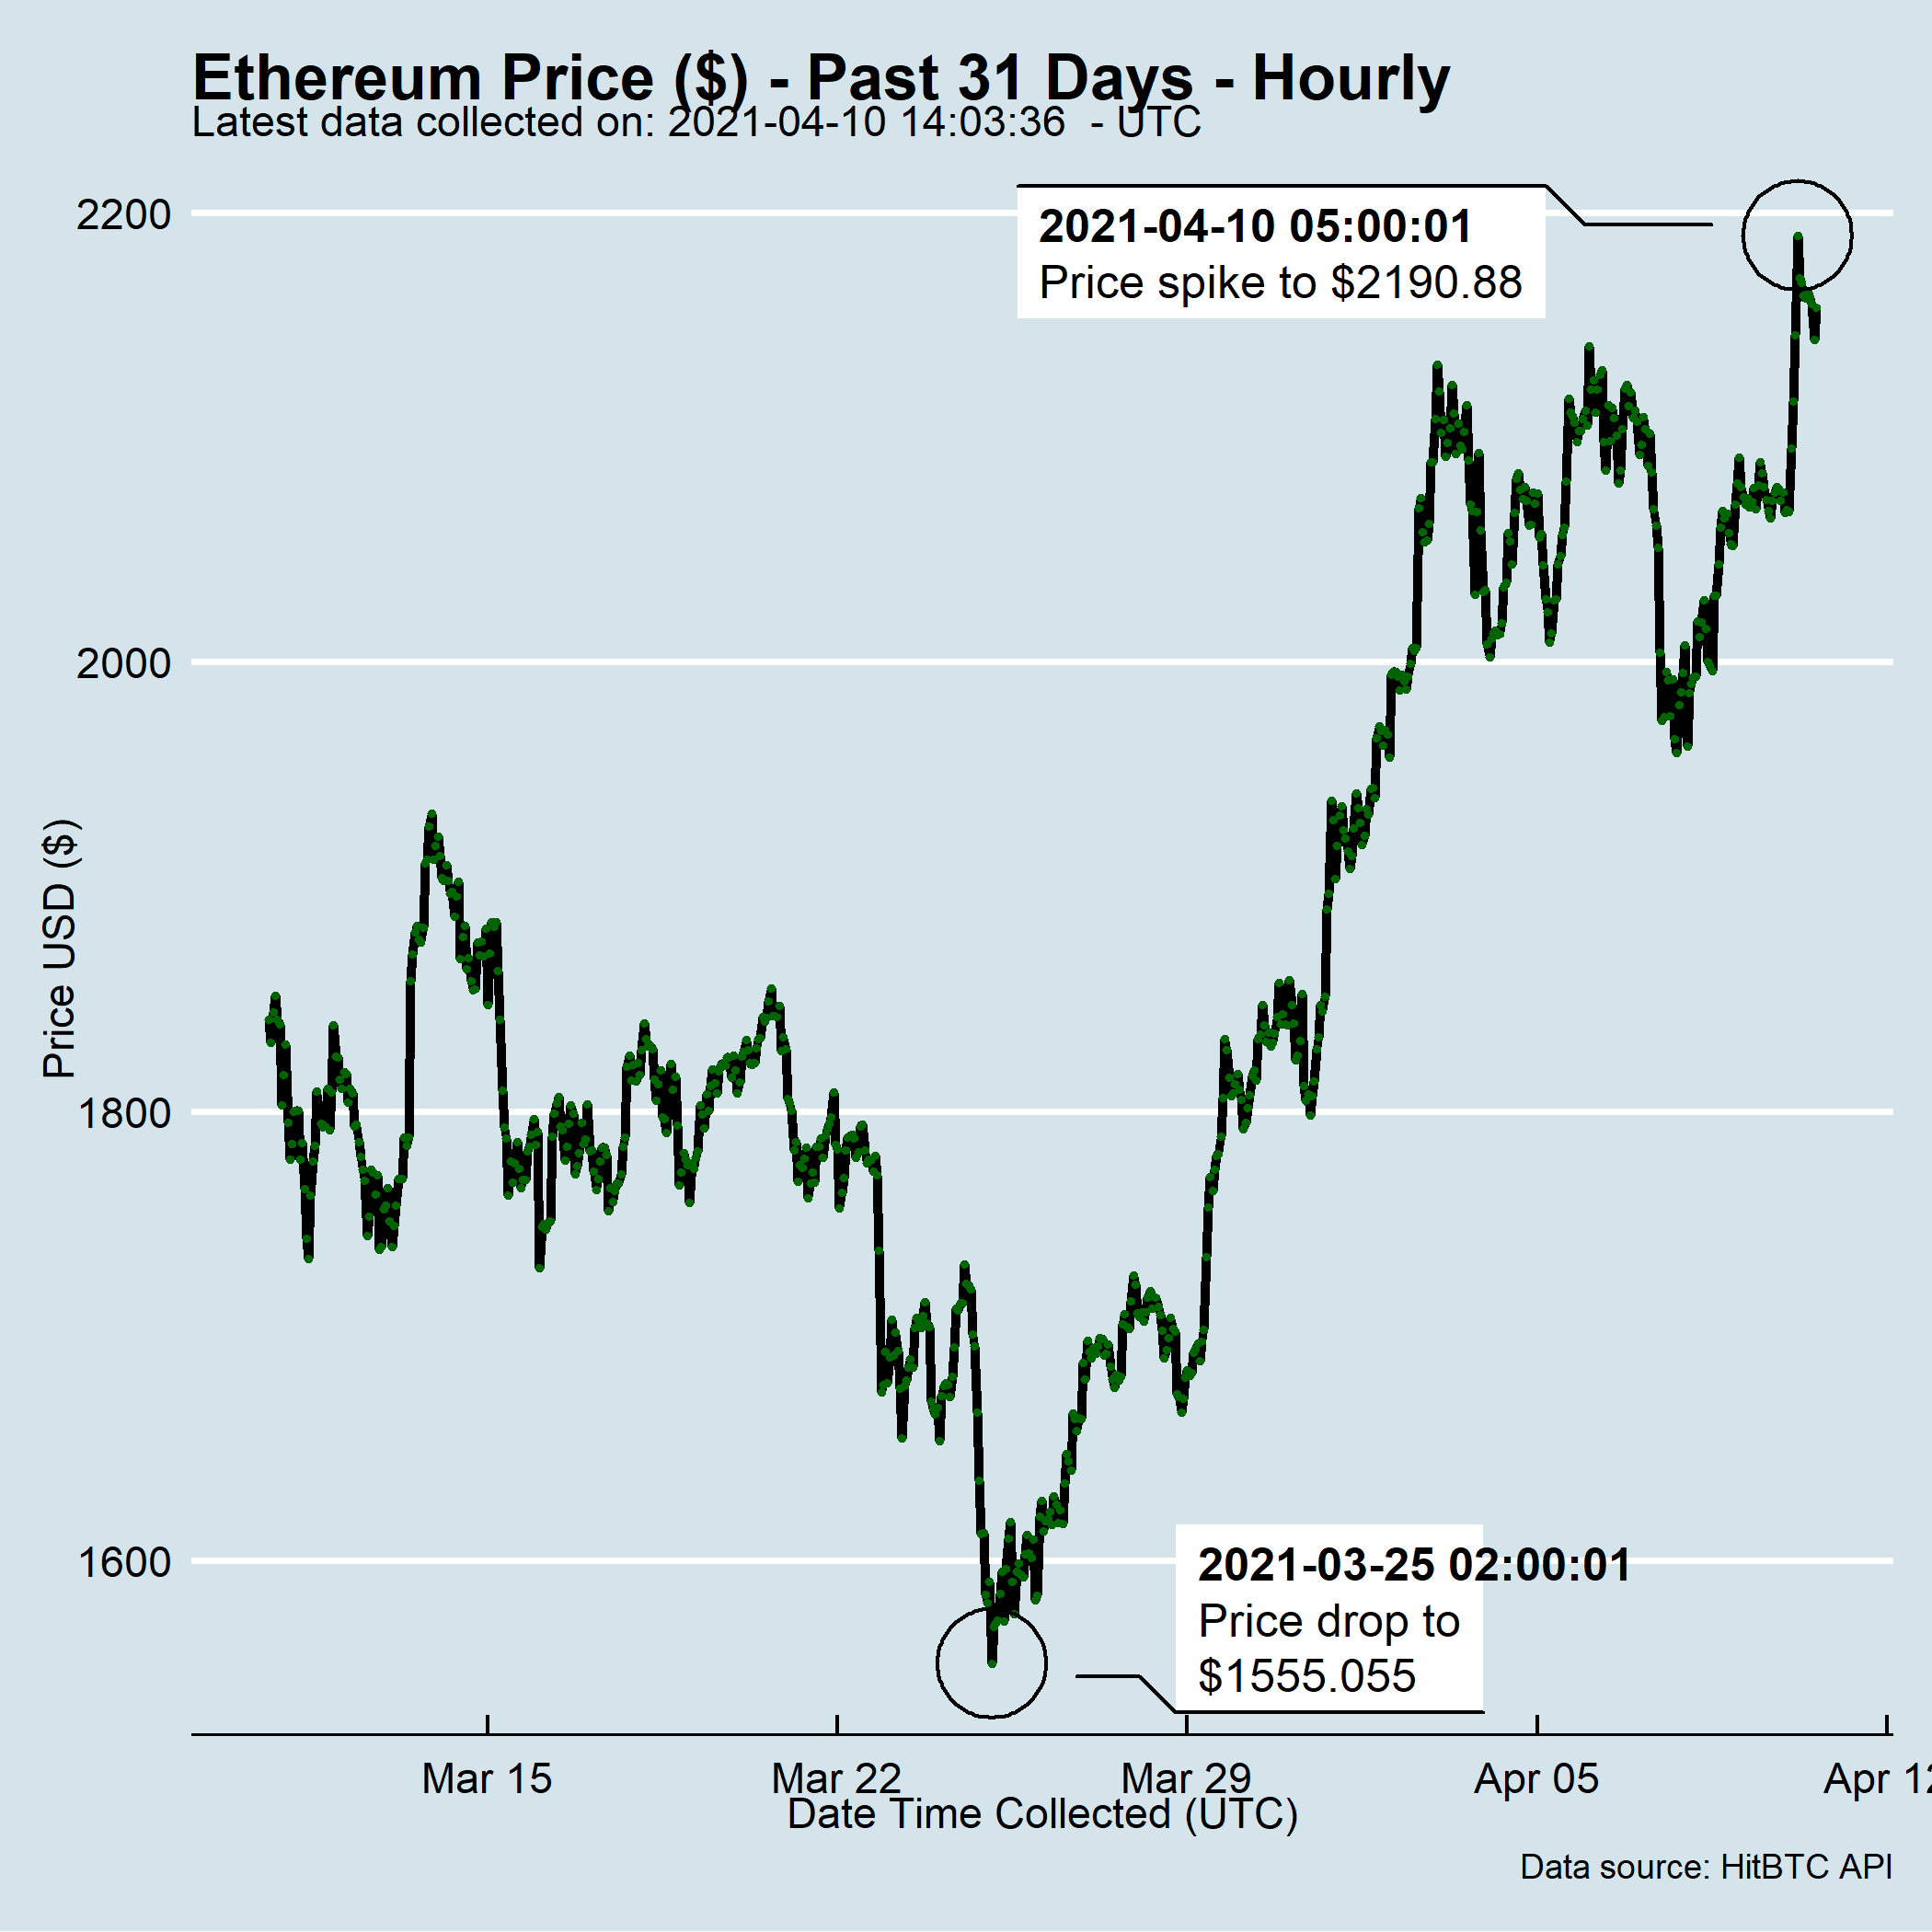 Ethereum Price ($) - Past 31 Days - Hourly
Latest data collected on: 2021-04-10 14:03:36  - UTC
2200
2021-04-10 05:00:01
Price spike to $2190.88
2000
Price USD ($)
1800
1600
2021-03-25 02:00:01
Price drop to
$1555.055
Mar 15
Mar 22
Mar 29
Apr 05
Apr 12
Date Time Collected (UTC)
Data source: HitBTC API